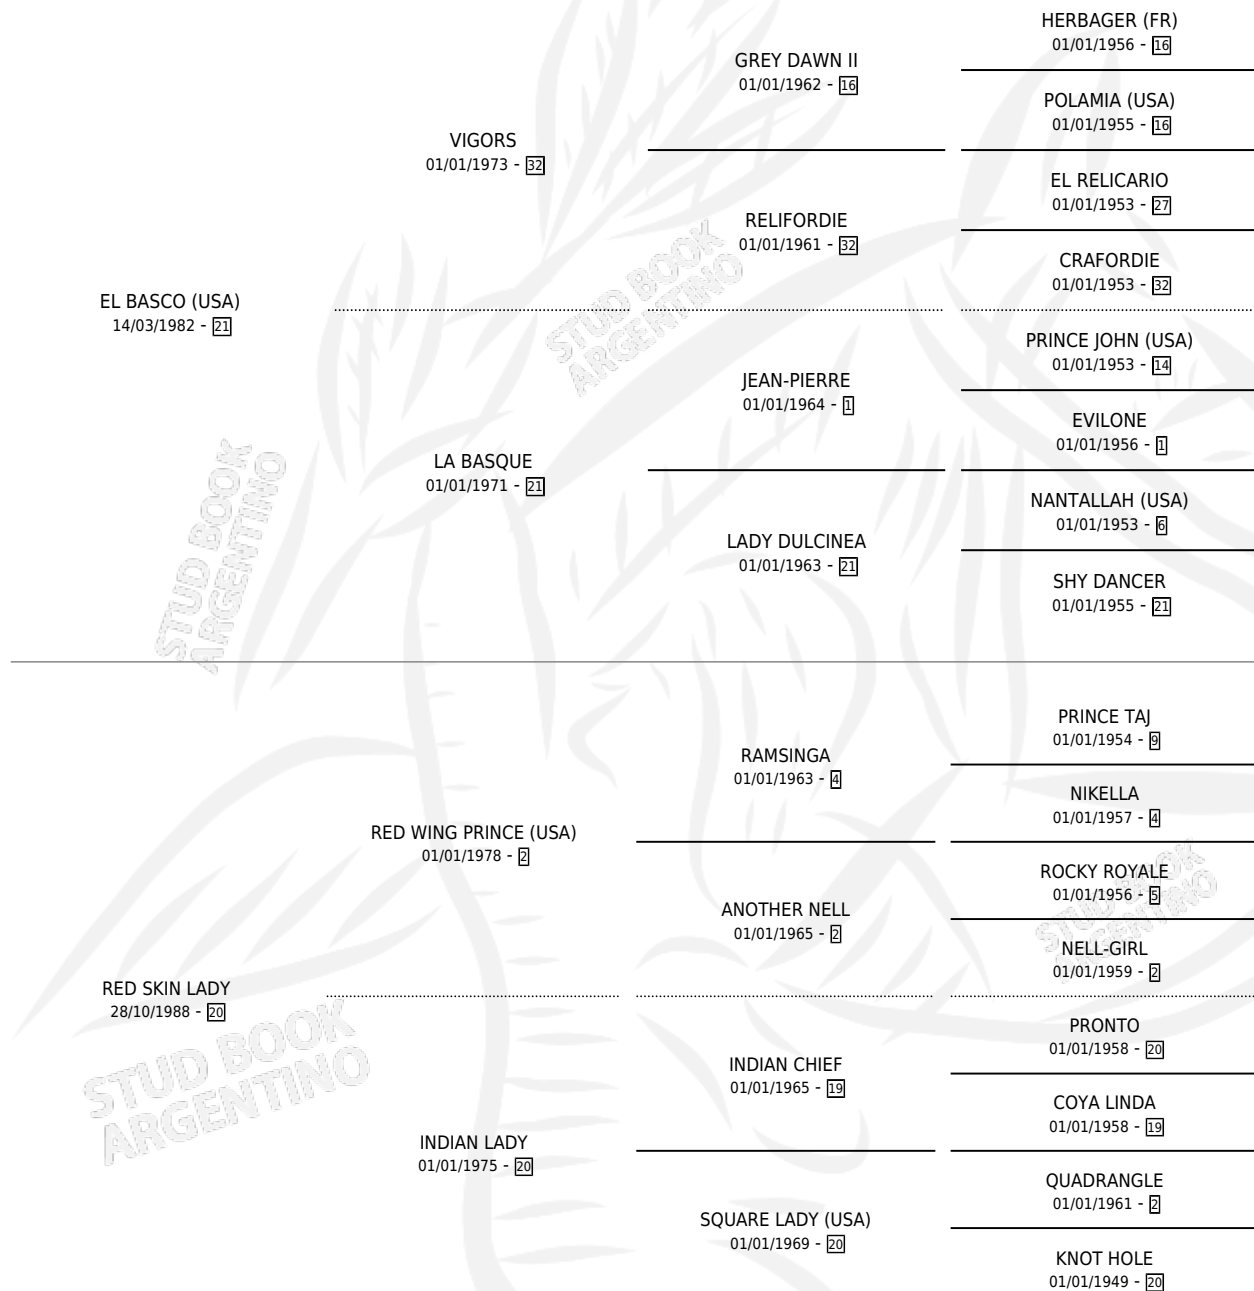 HERBAGER (FR)
01/01/1956 - 16
GREY DAWN II
01/01/1962 - 16
POLAMIA (USA)
01/01/1955 - 16
VIGORS
01/01/1973 - 32
EL RELICARIO
01/01/1953 - 27
RELIFORDIE
01/01/1961 - 32
CRAFORDIE
01/01/1953 - 32
EL BASCO (USA)
14/03/1982 - 21
STUD BOOK
ARGENTINO
PRINCE JOHN (USA)
01/01/1953 - 14
JEAN-PIERRE
01/01/1964 - 1
EVILONE
01/01/1956 - 1
LA BASQUE
01/01/1971 - 21
NANTALLAH (USA)
01/01/1953 - 6
LADY DULCINEA
01/01/1963 - 21
SHY DANCER
01/01/1955 - 21
STUD BOOK
ARGENTINO
PRINCE TAJ
01/01/1954 - 9
RAMSINGA
01/01/1963 - 4
NIKELLA
01/01/1957 - 4
RED WING PRINCE (USA)
01/01/1978 - 2
ROCKY ROYALE
01/01/1956 - 5
STUD BOOK
ARGENTINO
ANOTHER NELL
01/01/1965 - 2
NELL-GIRL
01/01/1959 - 2
RED SKIN LADY
28/10/1988 - 20
STUD BOOK
ARGENTINO
PRONTO
01/01/1958 - 20
INDIAN CHIEF
01/01/1965 - 19
COYA LINDA
01/01/1958 - 19
INDIAN LADY
01/01/1975 - 20
QUADRANGLE
01/01/1961 - 2
SQUARE LADY (USA)
01/01/1969 - 20
KNOT HOLE
01/01/1949 - 20